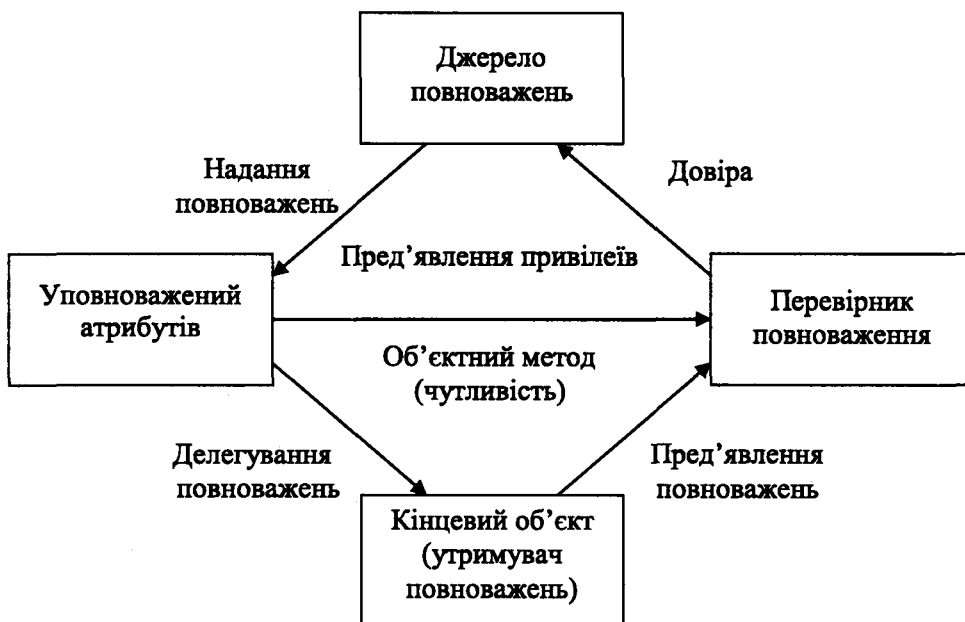 Джерело
повноважень
Надання
повноважень
Довіра
Пред’явлення привілеїв
Уповноважений
атрибутів
Перевірник
повноваження
Об’єктний метод
(чутливість)
Делегування
повноважень
Пред’явлення
повноважень
Кінцевий об’єкт
(утримувач
повноважень)